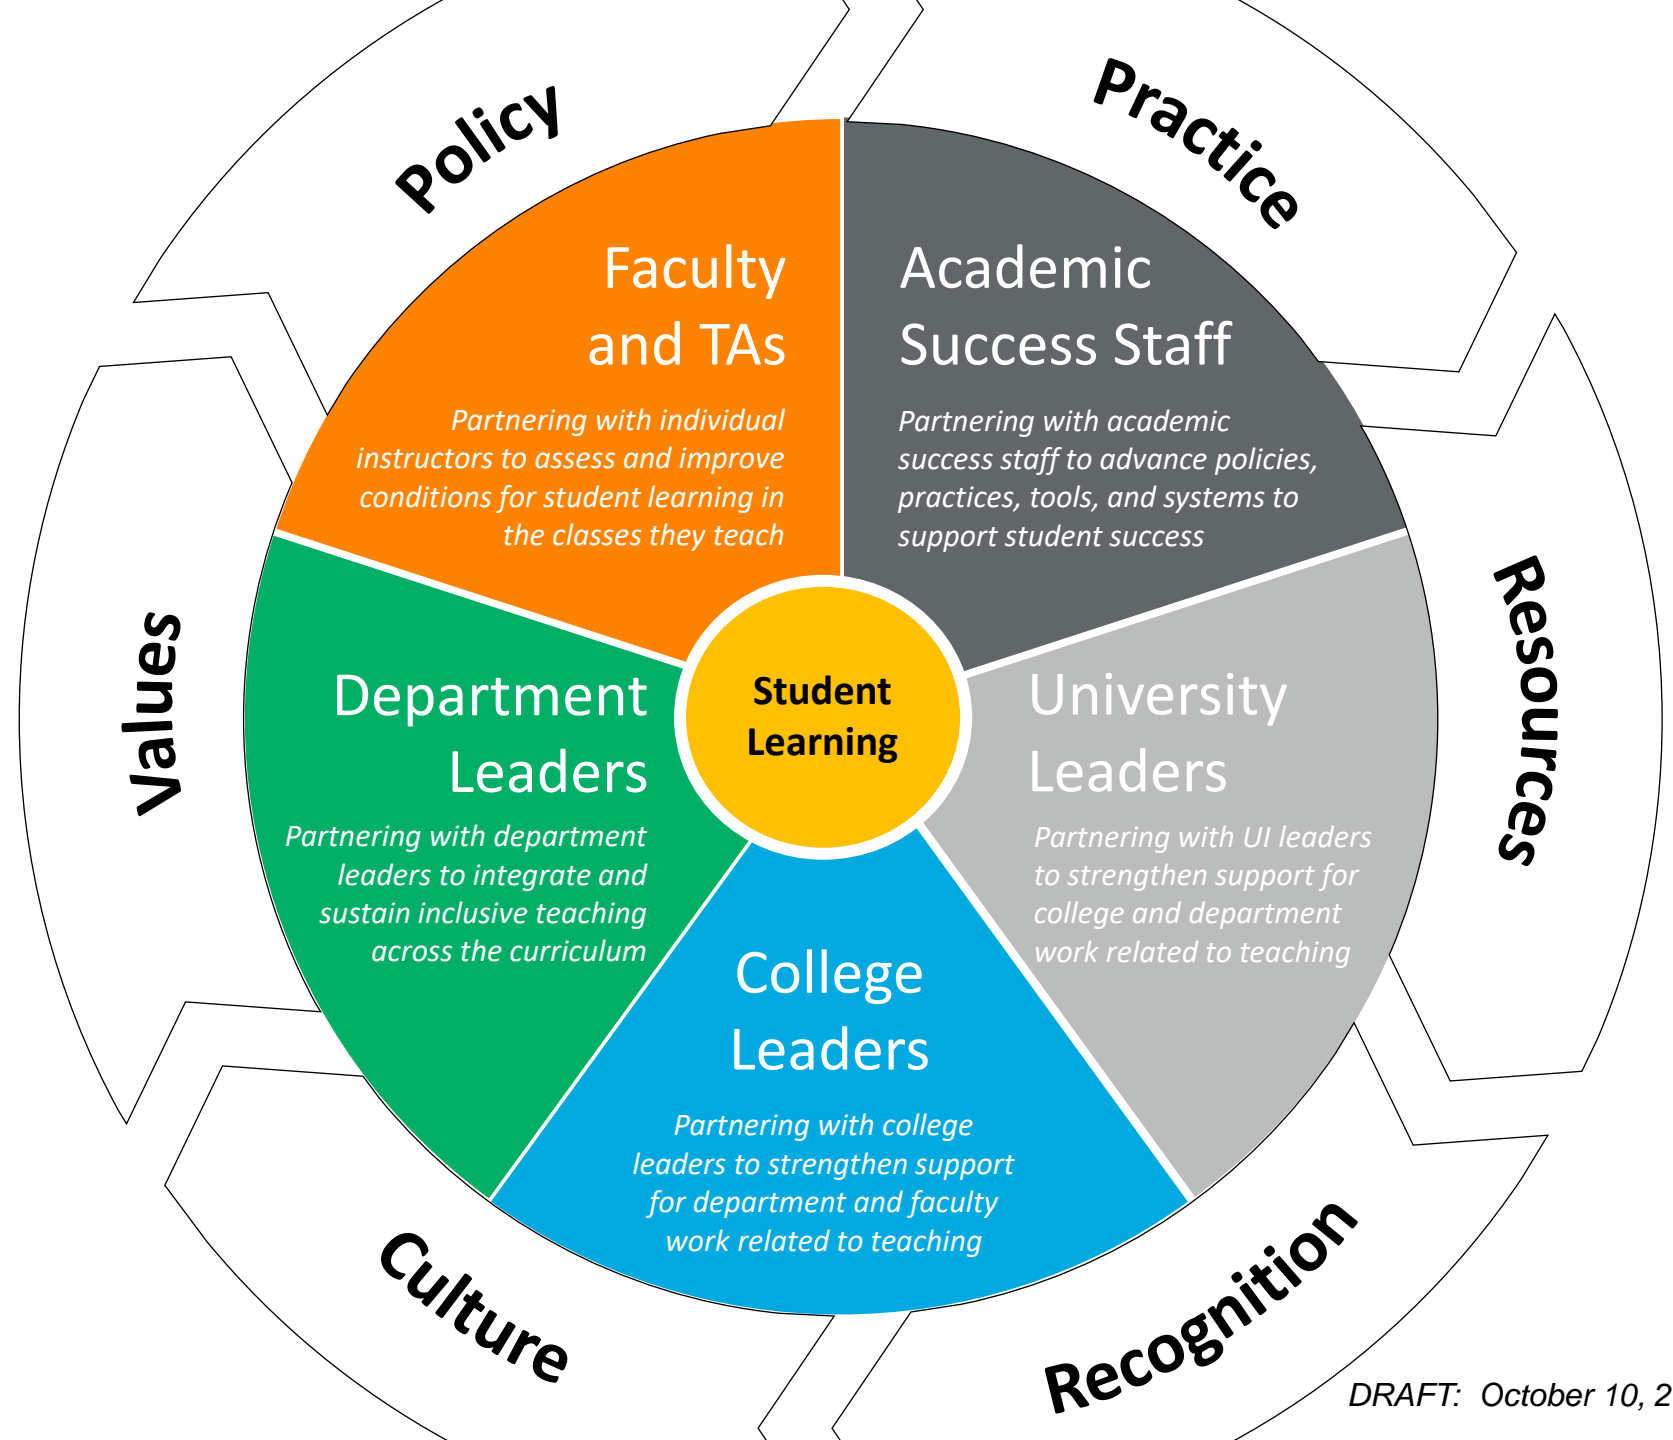 Policy
Practice
Faculty
and TAs
Partnering with individual
instructors to assess and improve
conditions for student learning in
the classes they teach
Academic
Success Staff
Partnering with academic
success staff to advance policies,
practices, tools, and systems to
support student success
Values
Department
Leaders
Partnering with department
leaders to integrate and
sustain inclusive teaching
across the curriculum
Student
Learning
University
Leaders
Partnering with UI leaders
to strengthen support for
college and department
work related to teaching
Resources
College
Leaders
Partnering with college
leaders to strengthen support
for department and faculty
work related to teaching
Culture
Recognition
DRAFT: October 10, 2